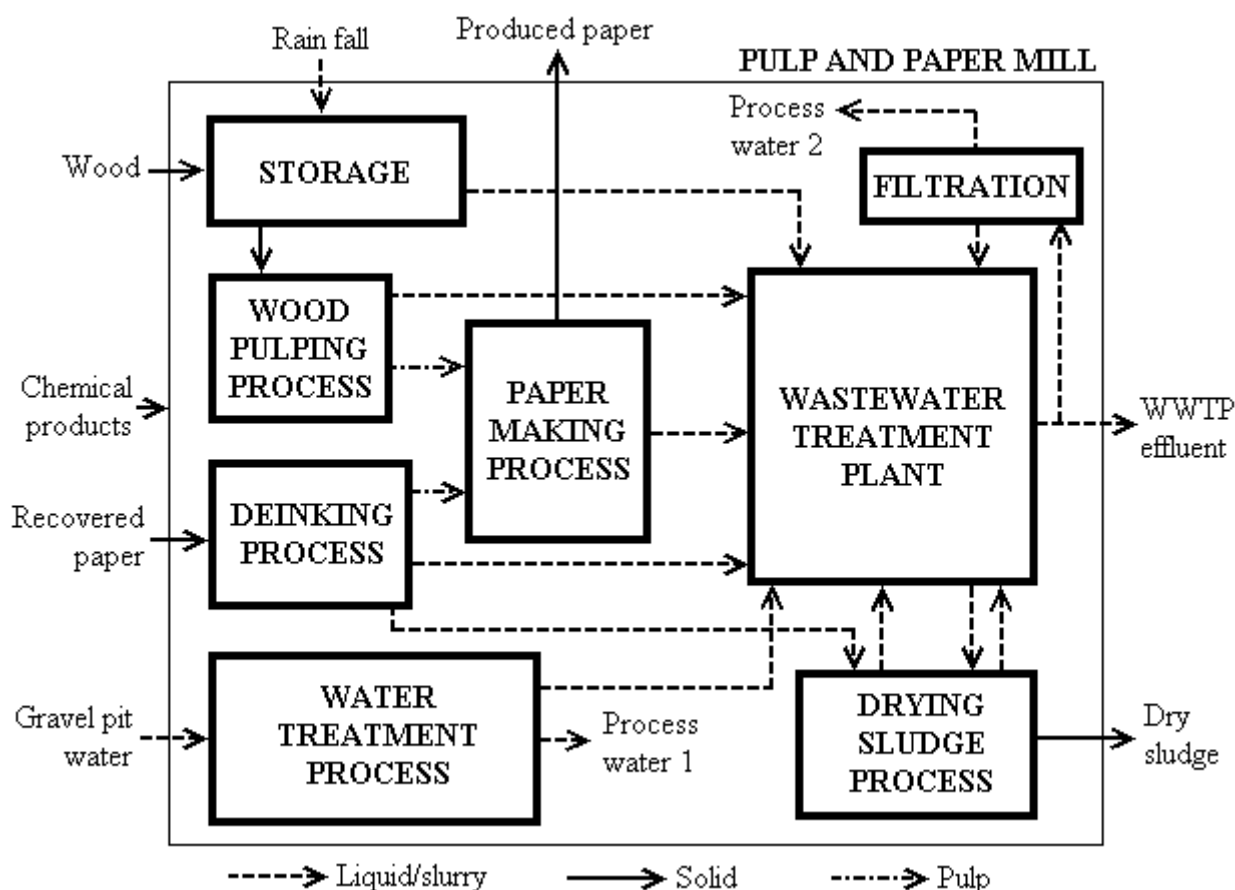 Rain fall
Produced paper
PULP AND PAPER MILL
Process
water 2
Wood
STORAGE
FILTRATION
WOOD
PULPING
PROCESS
Chemical
products
PAPER
MAKING
PROCESS
WASTEWATER
TREATMENT
PLANT
WWTP
effluent
Recovered
paper
DEINKING
PROCESS
Gravel pit
water
WATER
TREATMENT
PROCESS
Process
water 1
DRYING
SLUDGE
PROCESS
Dry
sludge
Liquid/slurry
Solid
Pulp